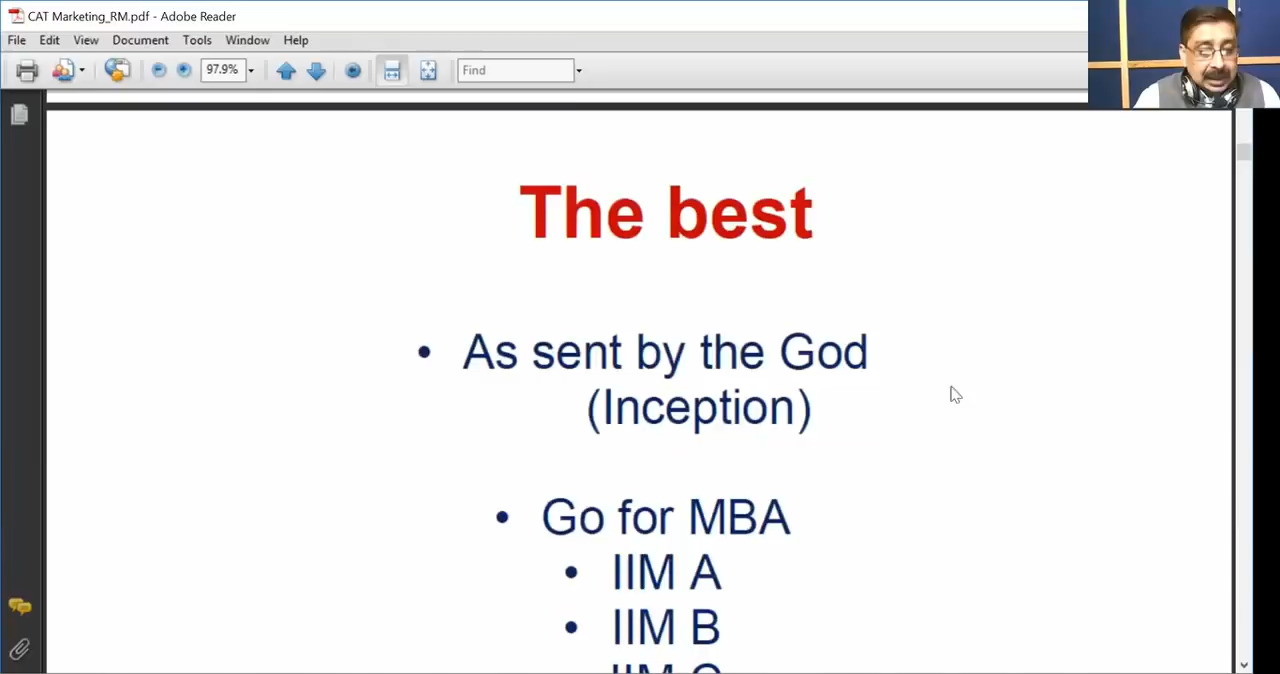 CAT Marketing_RM.pdf - Adobe Reader
File Edit View Document Tools Window Help
97.9% Find
The best
• As sent by the God
(Inception)
• Go for MBA
• IIM A
• IIM B